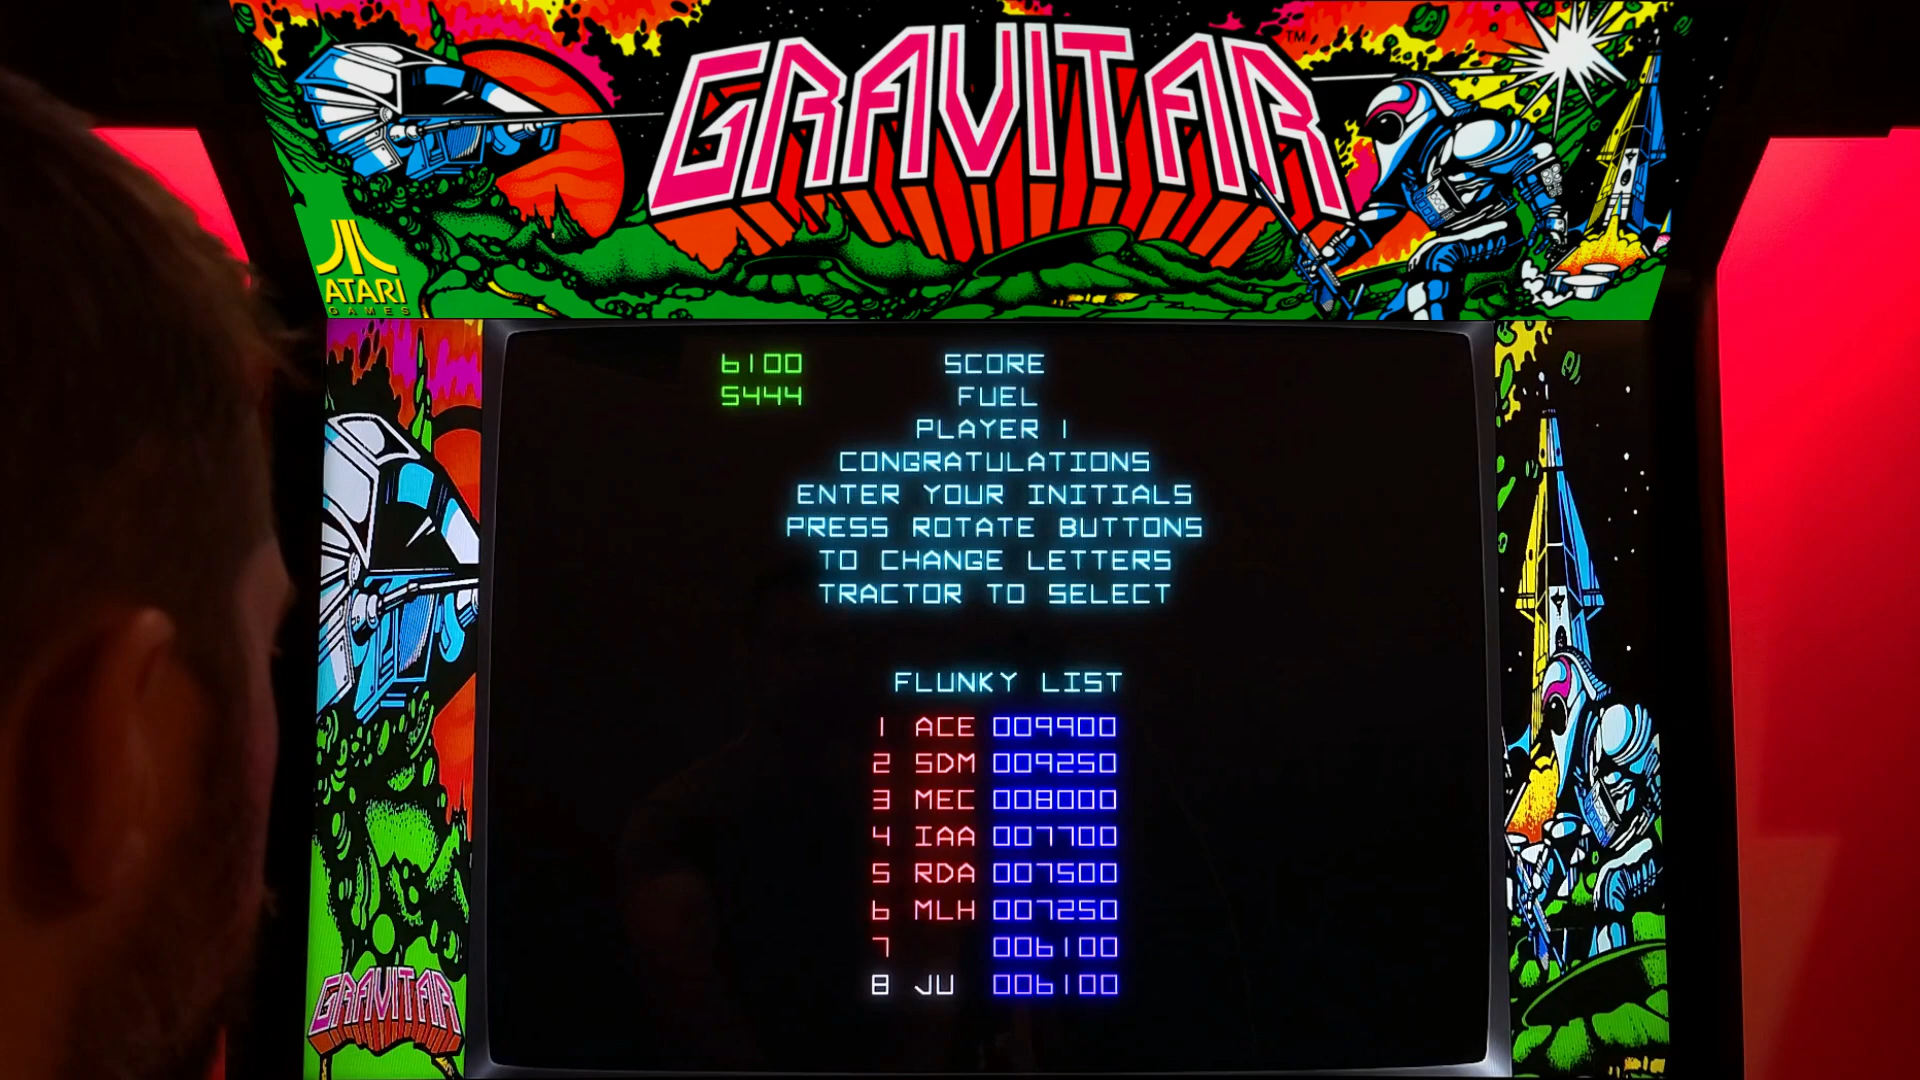 GRAVITAR™
ATARI
GAMES
6100 SCORE
5444 FUEL
PLAYER 1
CONGRATULATIONS
ENTER YOUR INITIALS
PRESS ROTATE BUTTONS
TO CHANGE LETTERS
TRACTOR TO SELECT
FLUNKY LIST
1 ACE 009900
2 SDM 009250
3 MEC 008000
4 IAA 007700
5 RDA 007500
6 MLH 007250
7 006100
8 JU 006100
GRAVITAR